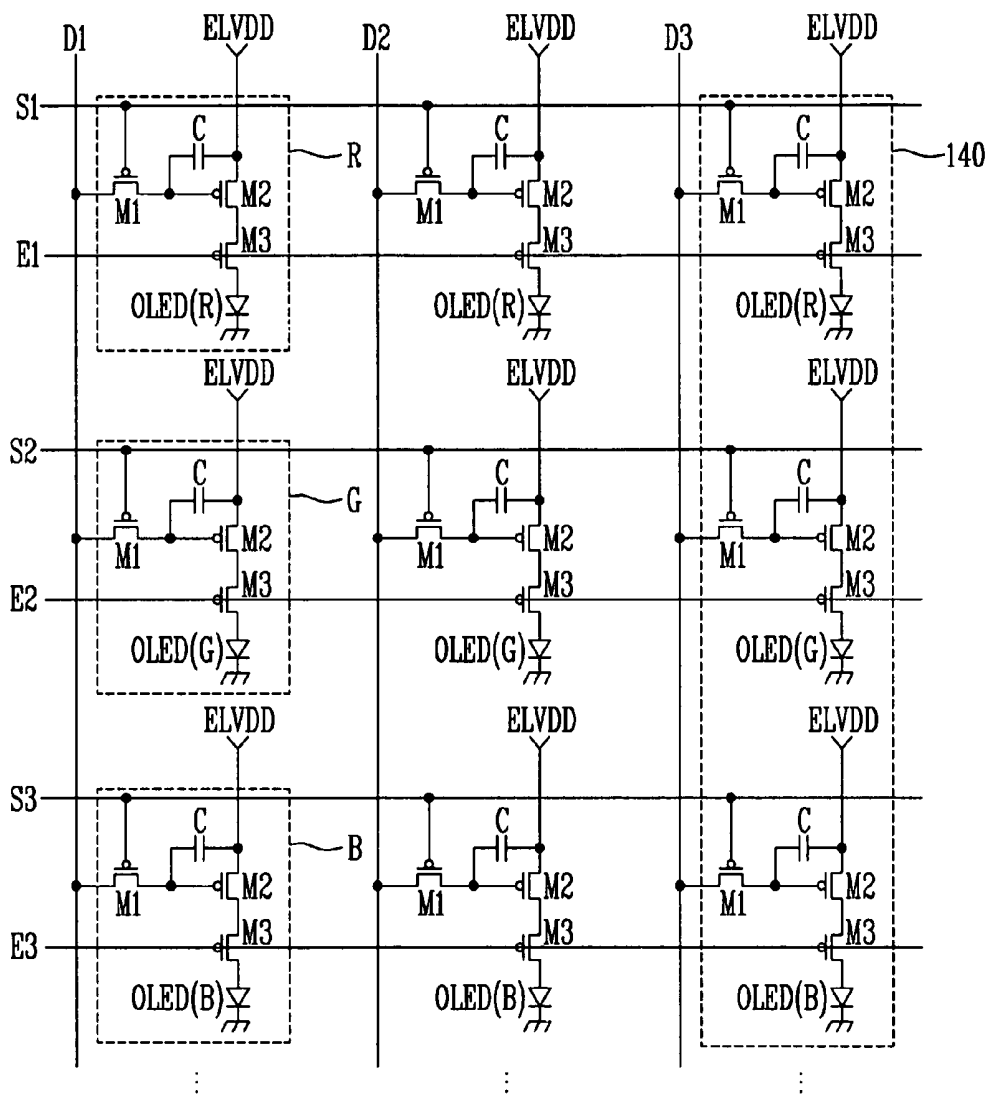 D1 ELVDD D2 ELVDD D3 ELVDD
S1
C R C C 140
M1 M2 M1 M2 M1 M2
E1 M3 M3 M3
OLED(R) OLED(R) OLED(R)
ELVDD ELVDD ELVDD
S2
C G C C
M1 M2 M1 M2 M1 M2
E2 M3 M3 M3
OLED(G) OLED(G) OLED(G)
ELVDD ELVDD ELVDD
S3
C B C C
M1 M2 M1 M2 M1 M2
E3 M3 M3 M3
OLED(B) OLED(B) OLED(B)